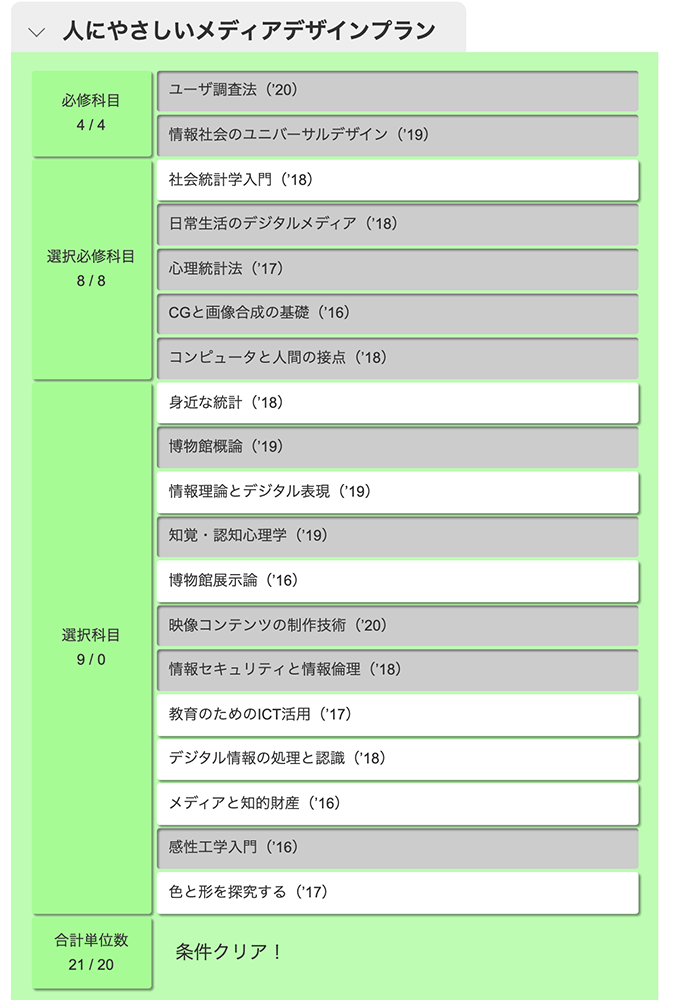 人にやさしいメディアデザインプラン
必修科目
4 / 4
ユーザ調査法（’20）
情報社会のユニバーサルデザイン（’19）
選択必修科目
8 / 8
社会統計学入門（’18）
日常生活のデジタルメディア（’18）
心理統計法（’17）
CGと画像合成の基礎（’16）
コンピュータと人間の接点（’18）
選択科目
9 / 0
身近な統計（’18）
博物館概論（’19）
情報理論とデジタル表現（’19）
知覚・認知心理学（’19）
博物館展示論（’16）
映像コンテンツの制作技術（’20）
情報セキュリティと情報倫理（’18）
教育のためのICT活用（’17）
デジタル情報の処理と認識（’18）
メディアと知的財産（’16）
感性工学入門（’16）
色と形を探究する（’17）
合計単位数
21 / 20
条件クリア！